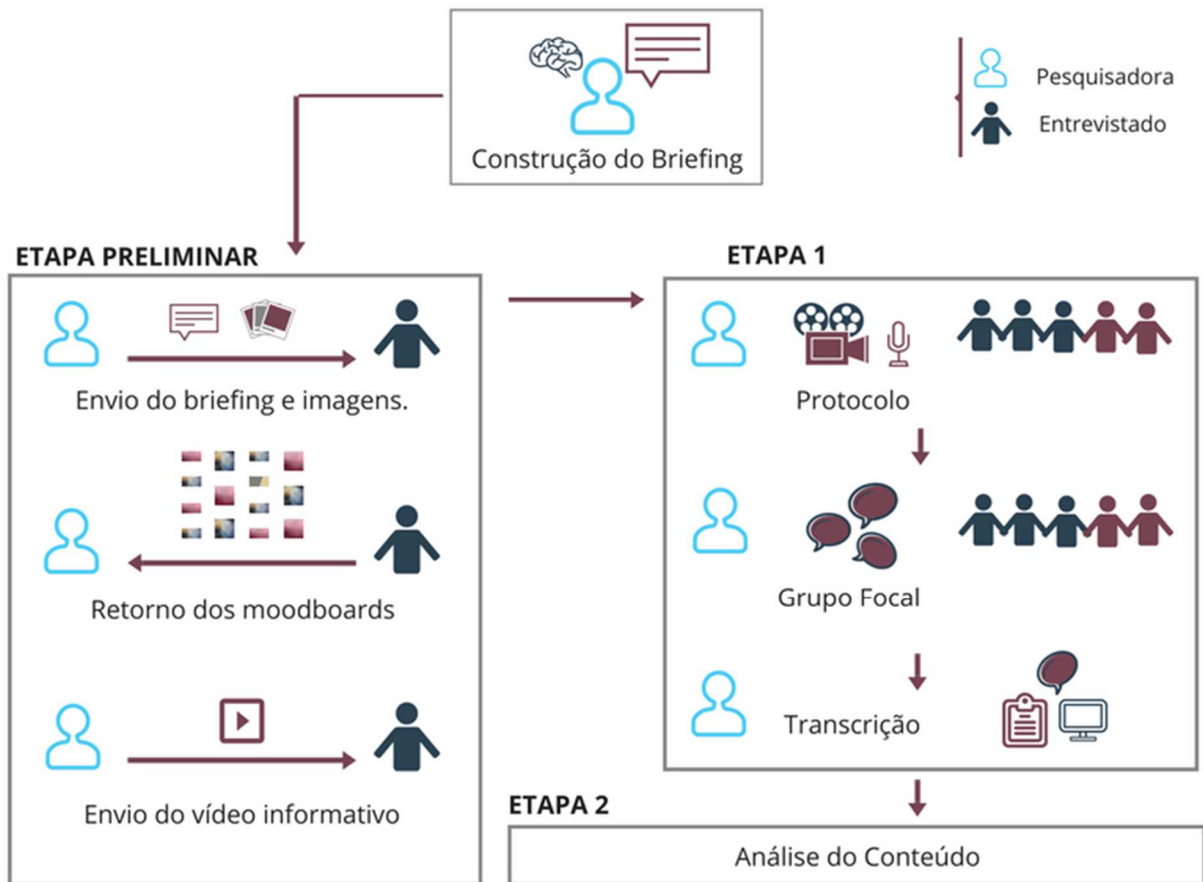 Construção do Briefing
Pesquisadora
Entrevistado
ETAPA PRELIMINAR
Envio do briefing e imagens.
Retorno dos moodboards
Envio do vídeo informativo
ETAPA 1
Protocolo
Grupo Focal
Transcrição
ETAPA 2
Análise do Conteúdo